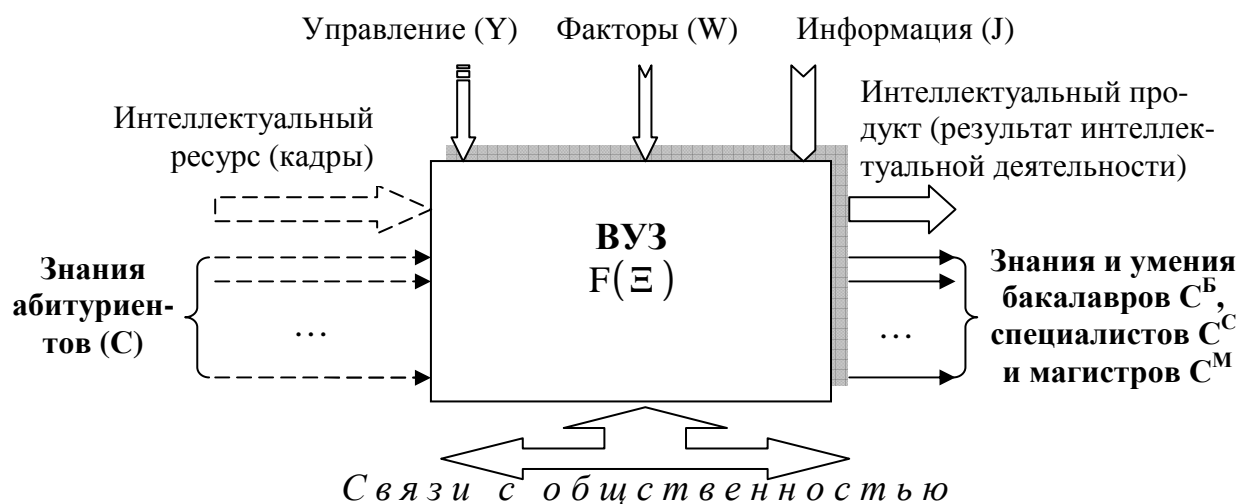 Управление (Y) Факторы (W) Информация (J)
Интеллектуальный
ресурс (кадры)
Интеллектуальный про-
дукт (результат интеллек-
туальной деятельности)
ВУЗ
F(Ξ)
Знания
абитуриен-
тов (С)
...
...
Знания и умения
бакалавров С^Б,
специалистов С^С
и магистров С^М
Связи с общественностью